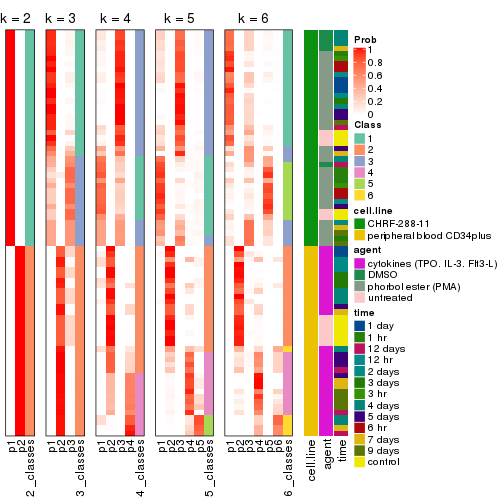 k = 2
k = 3
k = 4
k = 5
k = 6
p1
p2
2_classes
p1
p2
p3
3_classes
p1
p2
p3
p4
4_classes
p1
p2
p3
p4
p5
5_classes
p1
p2
p3
p4
p5
p6
6_classes
cell.line
agent
time
Prob
1
0.8
0.6
0.4
0.2
0
Class
1
2
3
4
5
6
cell.line
CHRF-288-11
peripheral blood CD34plus
agent
cytokines (TPO, IL-3, Flt3-L)
DMSO
phorbol ester (PMA)
untreated
time
1 day
1 hr
12 days
12 hr
2 days
3 days
3 hr
4 days
5 days
6 hr
7 days
9 days
control